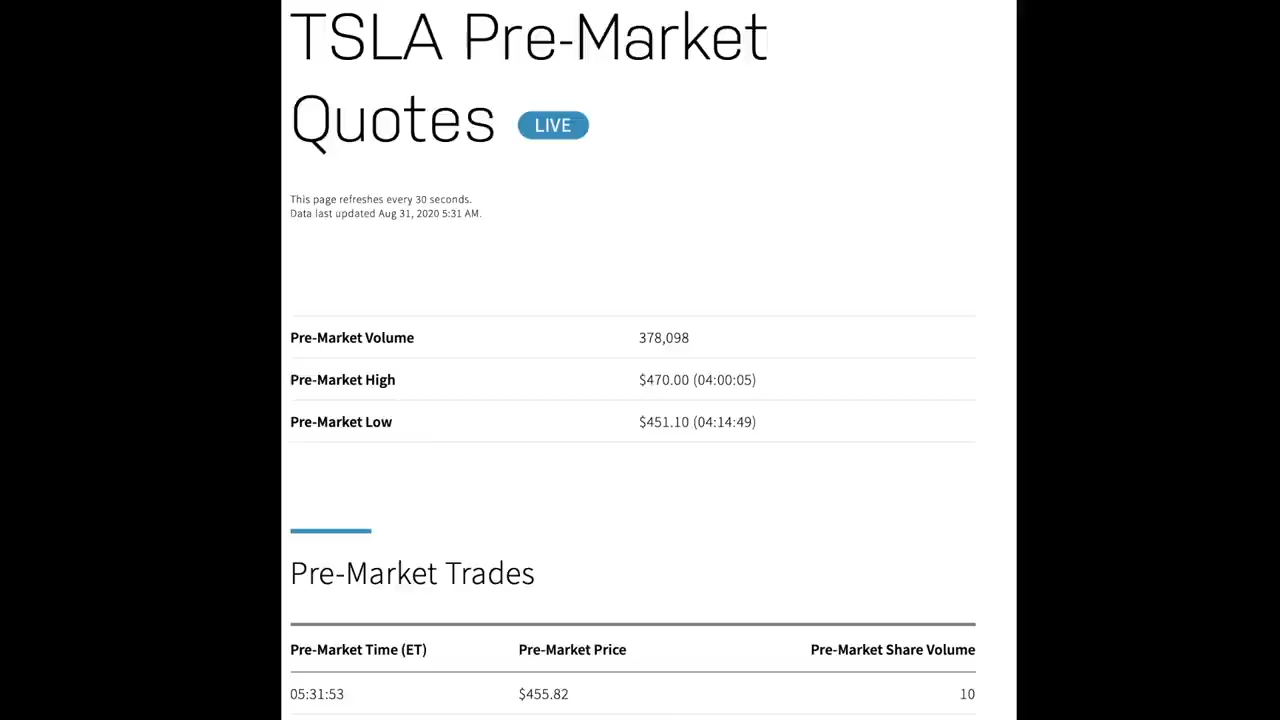 TSLA Pre-Market
Quotes LIVE
This page refreshes every 30 seconds.
Data last updated Aug 31, 2020 5:31 AM.
Pre-Market Volume 378,098
Pre-Market High $470.00 (04:00:05)
Pre-Market Low $451.10 (04:14:49)
Pre-Market Trades
Pre-Market Time (ET) Pre-Market Price Pre-Market Share Volume
05:31:53 $455.82 10